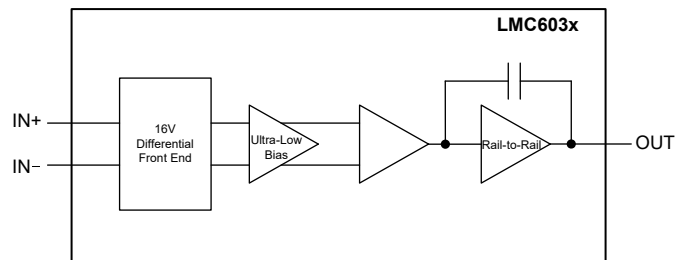 LMC603x
IN+
IN−
16V
Differential
Front End
Ultra-Low
Bias
Rail-to-Rail
OUT